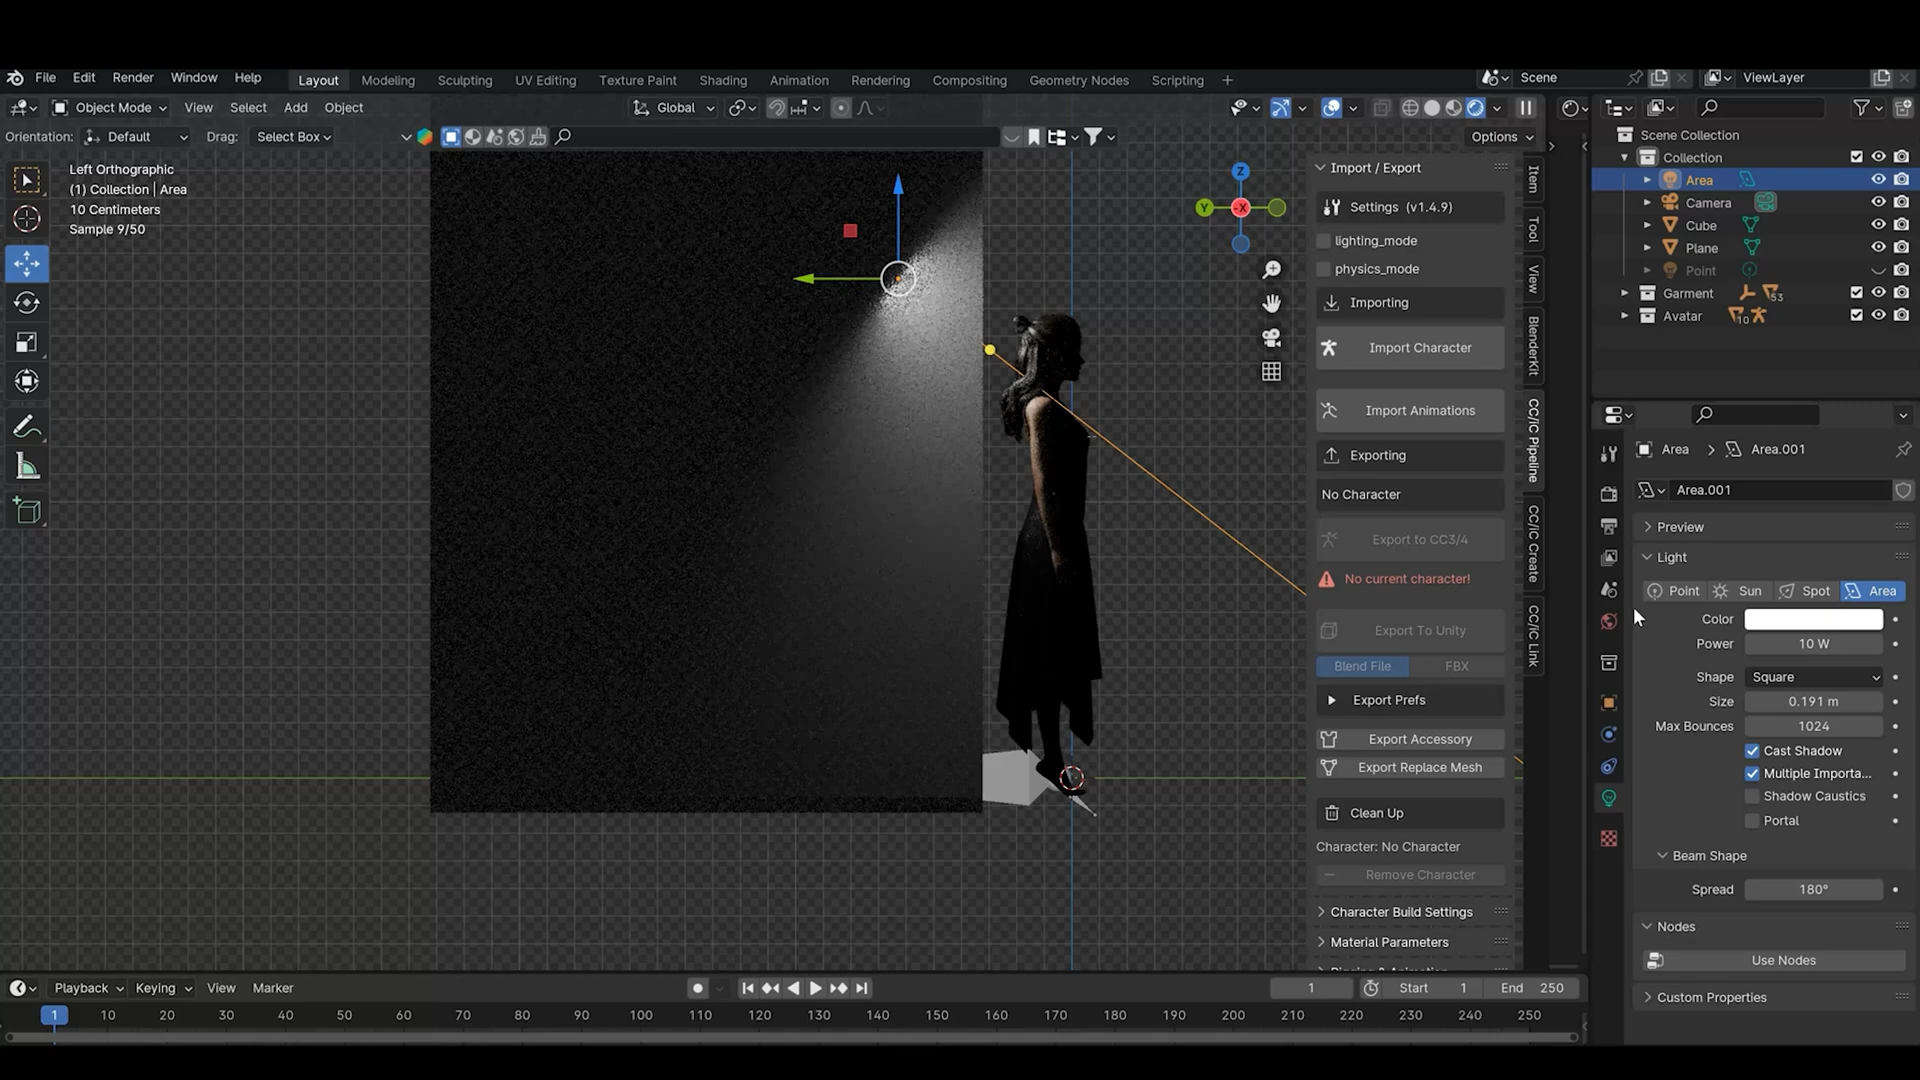 File Edit Render Window Help Layout Modeling Sculpting UV Editing Texture Paint Shading Animation Rendering Compositing Geometry Nodes Scripting + Scene ViewLayer
Object Mode View Select Add Object Global
Orientation: Default Drag: Select Box Options
Left Orthographic
(1) Collection | Area
10 Centimeters
Sample 9/50
Z
Y
-X
Import / Export
Settings (v1.4.9)
lighting_mode
physics_mode
Importing
Import Character
Import Animations
Exporting
No Character
Export to CC3/4
No current character!
Export To Unity
Blend File FBX
Export Prefs
Export Accessory
Export Replace Mesh
Clean Up
Character: No Character
Remove Character
Character Build Settings
Material Parameters
Rigging & Animation
Item
Tool
View
BlenderKit
CC/iC Pipeline
CC/iC Create
CC/iC Link
Scene Collection
Collection
Area
Camera
Cube
Plane
Point
Garment 53
Avatar 10
Area > Area.001
Area.001
Preview
Light
Point Sun Spot Area
Color
Power 10 W
Shape Square
Size 0.191 m
Max Bounces 1024
Cast Shadow
Multiple Importa...
Shadow Caustics
Portal
Beam Shape
Spread 180°
Nodes
Use Nodes
Custom Properties
Playback Keying View Marker 1 Start 1 End 250
1 10 20 30 40 50 60 70 80 90 100 110 120 130 140 150 160 170 180 190 200 210 220 230 240 250